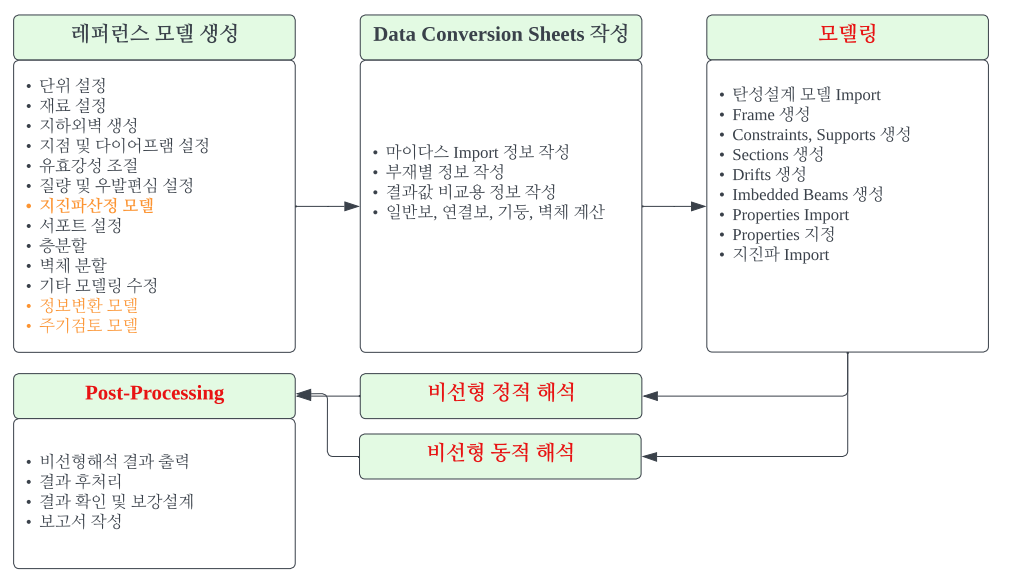 레퍼런스 모델 생성
• 단위 설정
• 재료 설정
• 지하외벽 생성
• 지점 및 다이어프램 설정
• 유효강성 조절
• 질량 및 우발편심 설정
• 지진파산정 모델
• 서포트 설정
• 층분할
• 벽체 분할
• 기타 모델링 수정
• 정보변환 모델
• 주기검토 모델
Data Conversion Sheets 작성
• 마이다스 Import 정보 작성
• 부재별 정보 작성
• 결과값 비교용 정보 작성
• 일반보, 연결보, 기둥, 벽체 계산
모델링
• 탄성설계 모델 Import
• Frame 생성
• Constraints, Supports 생성
• Sections 생성
• Drifts 생성
• Imbedded Beams 생성
• Properties Import
• Properties 지정
• 지진파 Import
비선형 정적 해석
비선형 동적 해석
Post-Processing
• 비선형해석 결과 출력
• 결과 후처리
• 결과 확인 및 보강설계
• 보고서 작성